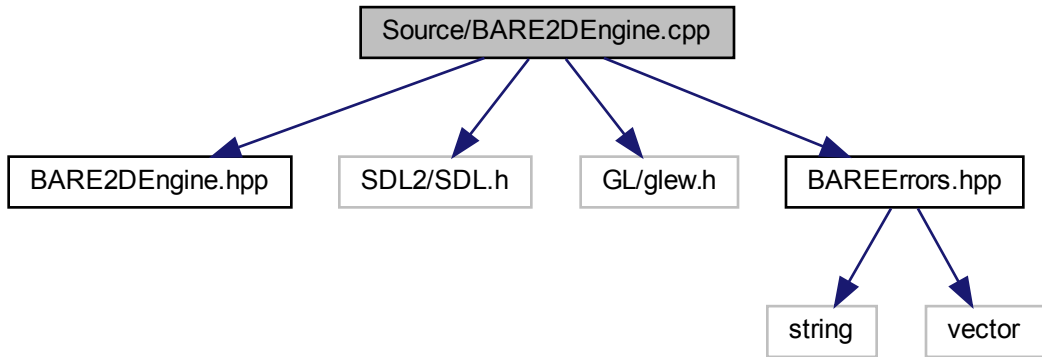 Source/BARE2DEngine.cpp
BARE2DEngine.hpp
SDL2/SDL.h
GL/glew.h
BAREErrors.hpp
string
vector